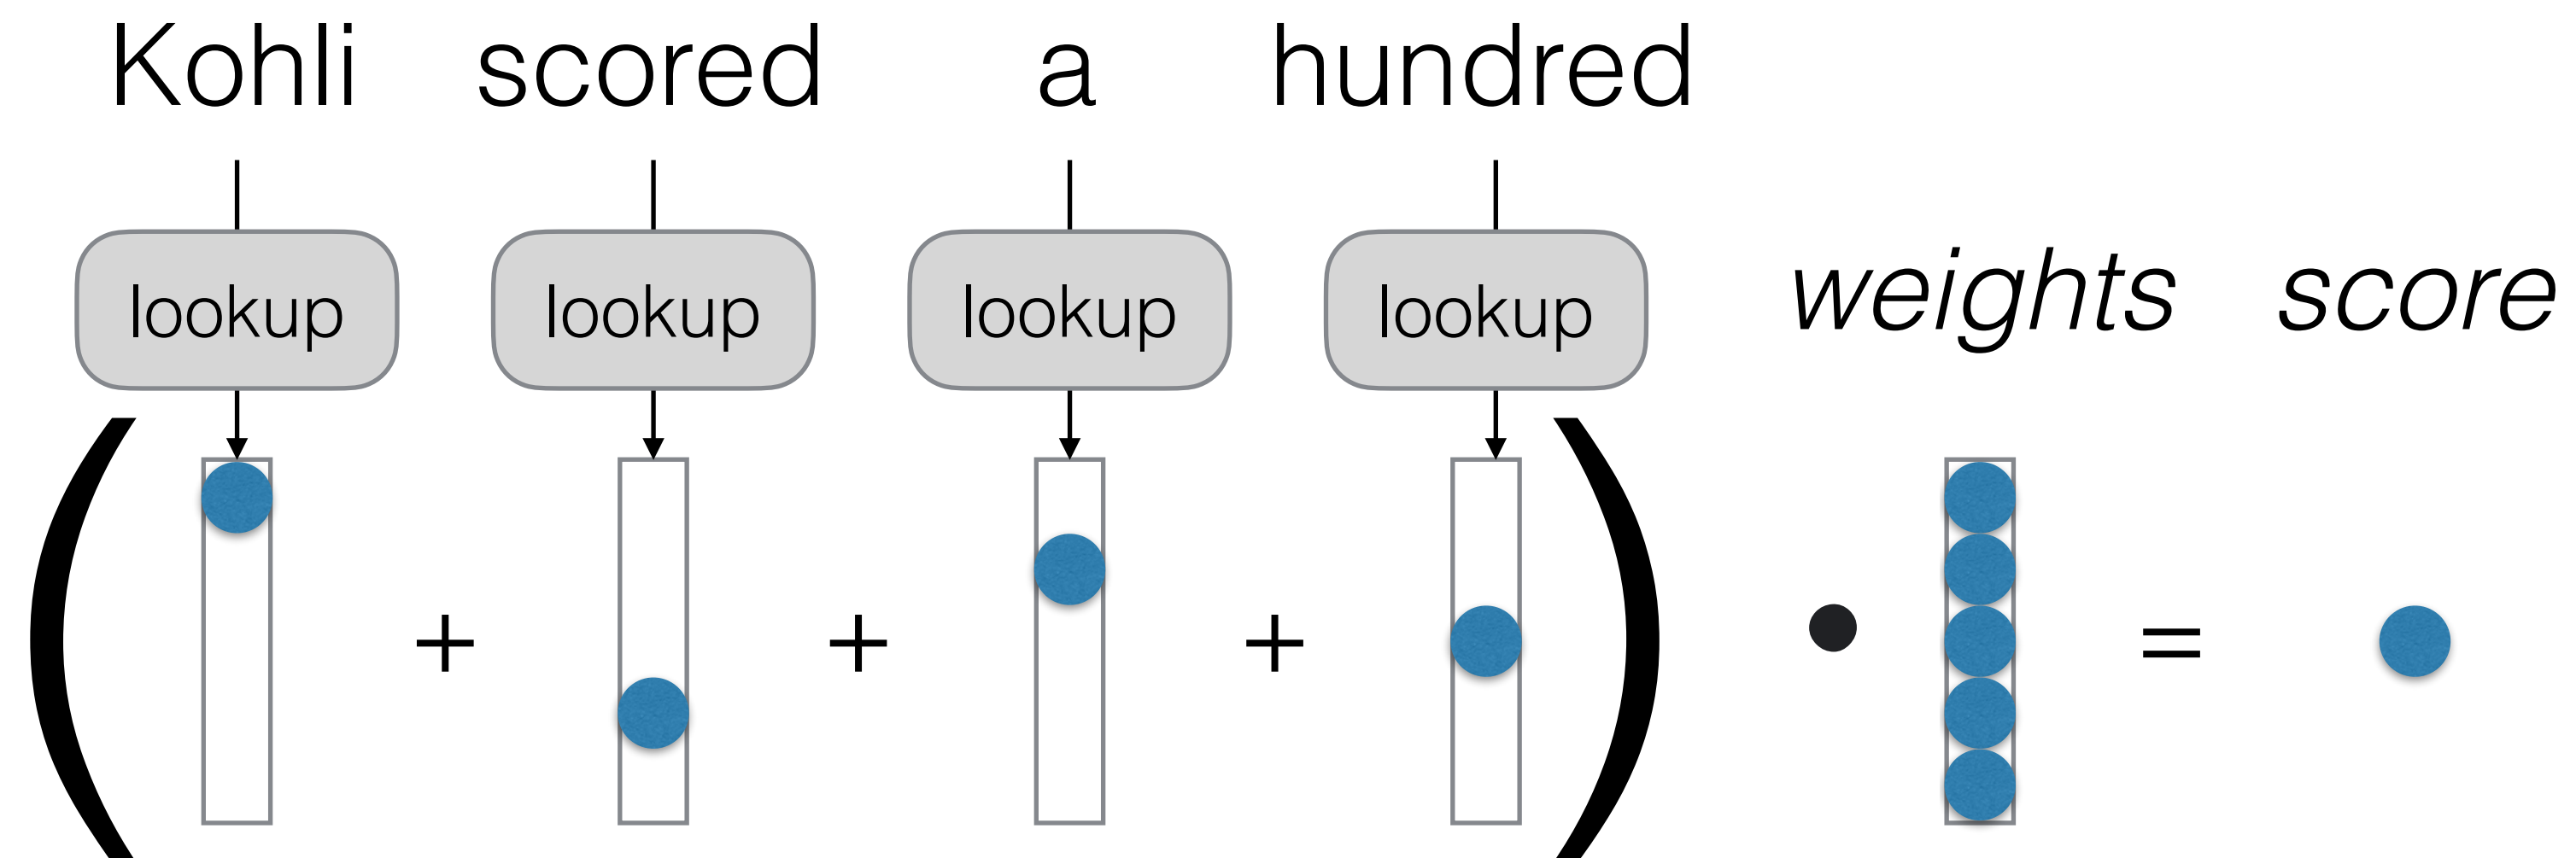 Kohli scored a hundred
lookup lookup lookup lookup weights score
( + + + ) • =